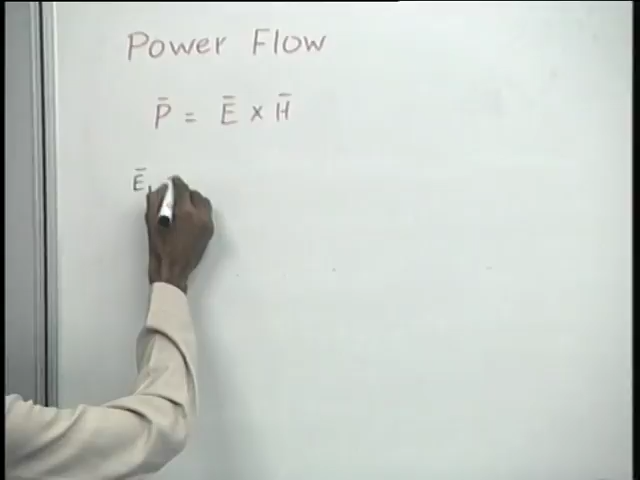 Power Flow
P̄ = Ē × H̄
Ē,